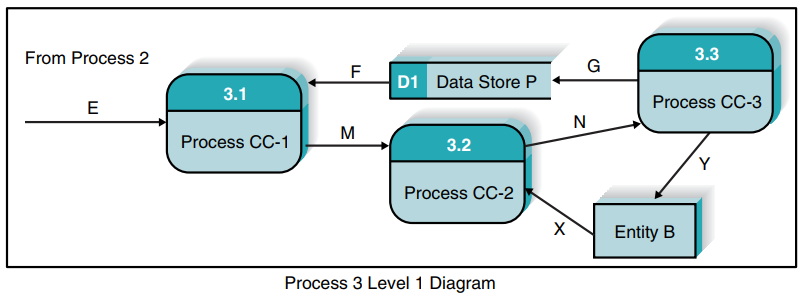 From Process 2
E
3.1
Process CC-1
F
D1 Data Store P
G
3.3
Process CC-3
M
3.2
Process CC-2
N
Y
X
Entity B
Process 3 Level 1 Diagram